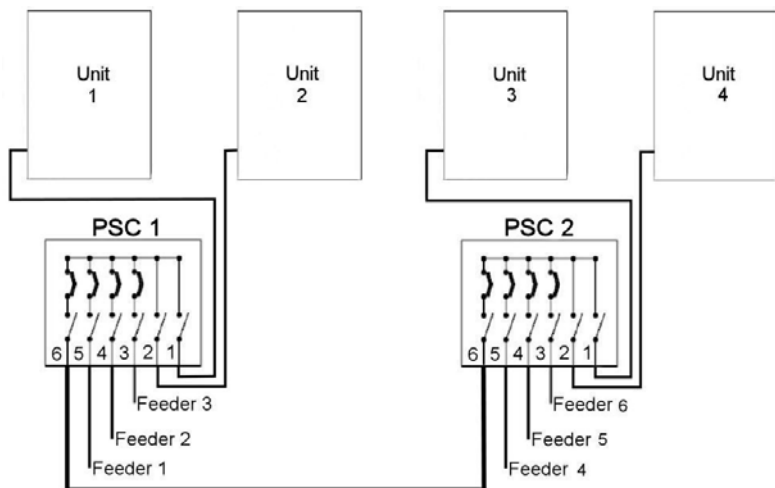 Unit
1
Unit
2
Unit
3
Unit
4
PSC 1
PSC 2
6 5 4 3 2 1
6 5 4 3 2 1
Feeder 3
Feeder 6
Feeder 2
Feeder 5
Feeder 1
Feeder 4